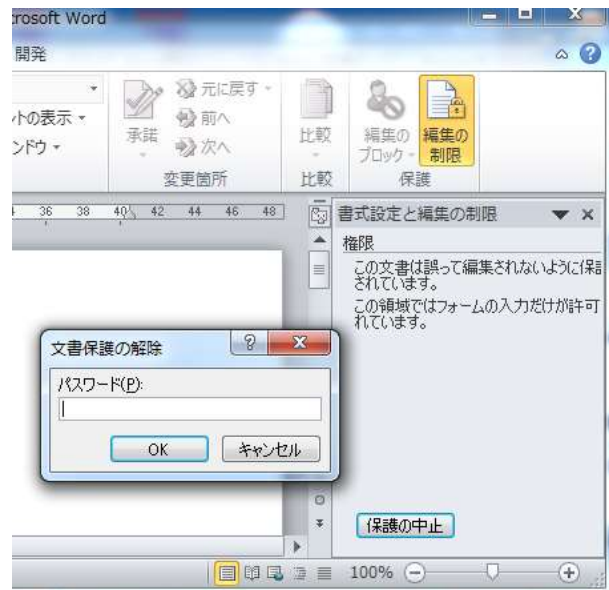 rosoft Word
開発
トの表示
ンドウ
承諾
元に戻す
前へ
次へ
変更箇所
比較
比較
編集の
ブロック
編集の
制限
保護
36 38 40 42 44 46 48
書式設定と編集の制限
権限
この文書は誤って編集されないように保
されています。
この領域ではフォームの入力だけが許可
れています。
文書保護の解除
パスワード(P):
OK キャンセル
保護の中止
100%